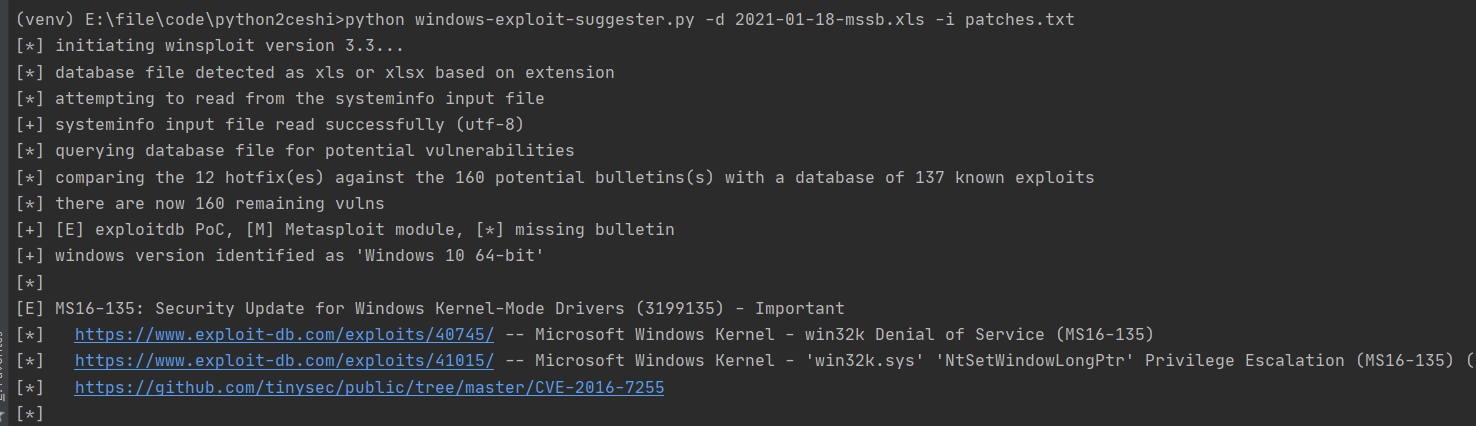 (venv) E:\file\code\python2ceshi>python windows-exploit-suggester.py -d 2021-01-18-mssb.xls -i patches.txt
[*] initiating winsploit version 3.3...
[*] database file detected as xls or xlsx based on extension
[*] attempting to read from the systeminfo input file
[+] systeminfo input file read successfully (utf-8)
[*] querying database file for potential vulnerabilities
[*] comparing the 12 hotfix(es) against the 160 potential bulletins(s) with a database of 137 known exploits
[*] there are now 160 remaining vulns
[+] [E] exploitdb PoC, [M] Metasploit module, [*] missing bulletin
[+] windows version identified as 'Windows 10 64-bit'
[*]
[E] MS16-135: Security Update for Windows Kernel-Mode Drivers (3199135) - Important
[*]   https://www.exploit-db.com/exploits/40745/ -- Microsoft Windows Kernel - win32k Denial of Service (MS16-135)
[*]   https://www.exploit-db.com/exploits/41015/ -- Microsoft Windows Kernel - 'win32k.sys' 'NtSetWindowLongPtr' Privilege Escalation (MS16-135) (
[*]   https://github.com/tinysec/public/tree/master/CVE-2016-7255
[*]